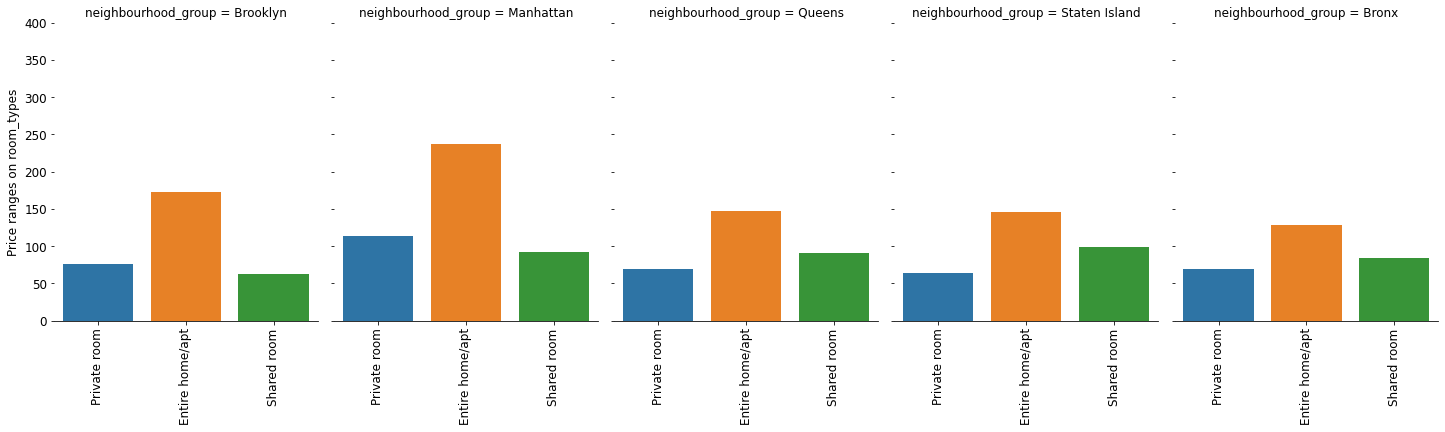 neighbourhood_group = Brooklyn
neighbourhood_group = Manhattan
neighbourhood_group = Queens
neighbourhood_group = Staten Island
neighbourhood_group = Bronx
Price ranges on room_types
400
350
300
250
200
150
100
50
0
Private room
Entire home/apt
Shared room
Private room
Entire home/apt
Shared room
Private room
Entire home/apt
Shared room
Private room
Entire home/apt
Shared room
Private room
Entire home/apt
Shared room